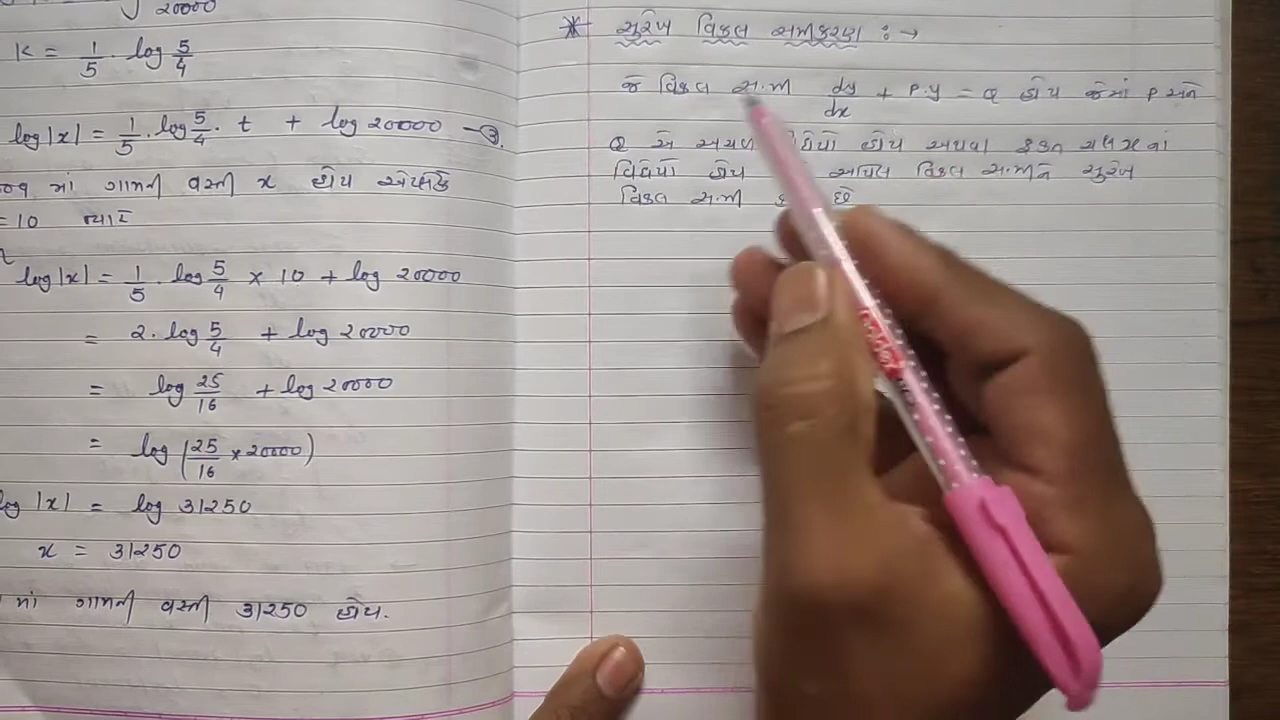 20000
K = 1/5 · log 5/4
log|x| = 1/5 · log 5/4 · t + log 20000 —③.
માં ગામની વસ્તી x હોય
= 10 ત્યારે
log|x| = 1/5 · log 5/4 × 10 + log 20000
= 2 · log 5/4 + log 20000
= log 25/16 + log 20000
= log (25/16 × 20000)
log |x| = log 31250
x = 31250
માં ગામની વસ્તી 31250 હોય.
* સુરેખ વિકલ સમીકરણ :→
જે વિકલ સ.મી dy/dx + P.y = Q હોય જેમાં P અને
Q એ અચળ હોય અથવા ફક્ત ચલ x નાં
વિધેયો હોય આપેલ વિકલ સ.મીને સુરેખ
વિકલ સ.મી છે